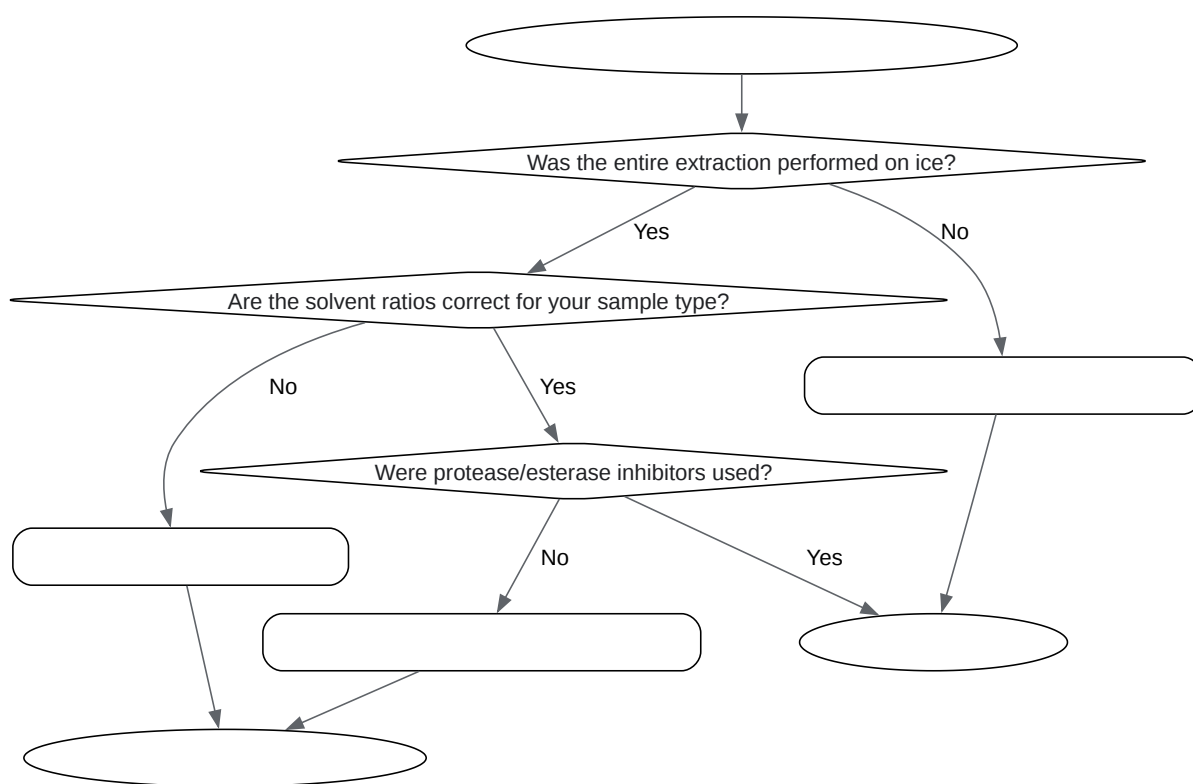 Was the entire extraction performed on ice?
Yes
No
Are the solvent ratios correct for your sample type?
No
Yes
Were protease/esterase inhibitors used?
No
Yes